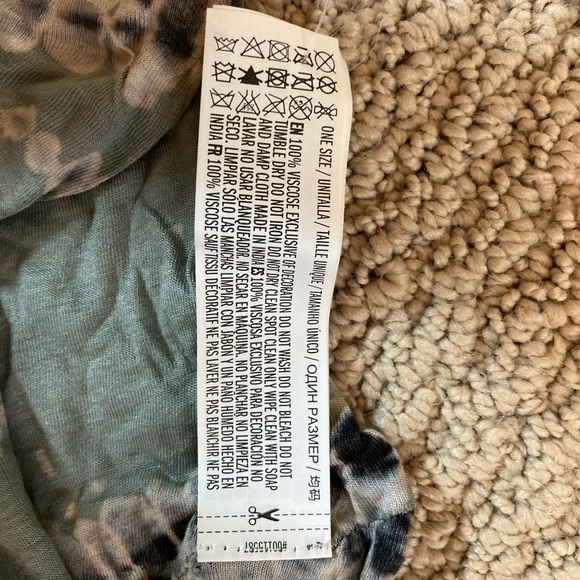 ONE SIZE / UNITALLA / TAILLE UNIQUE / TAMANHO ÚNICO / ОДИН РАЗМЕР / 均码
EN 100% VISCOSE EXCLUSIVE OF DECORATION DO NOT WASH DO NOT BLEACH DO NOT
TUMBLE DRY DO NOT IRON DO NOT DRY CLEAN SPOT CLEAN ONLY WIPE CLEAN WITH SOAP
AND DAMP CLOTH MADE IN INDIA ES 100% VISCOSA EXCLUSIVO PARA DECORACIÓN NO
LAVAR NO USAR BLANQUEADOR. NO SECAR EN MAQUINA. NO PLANCHAR NO LIMPIEZA EN
SECO. LIMPIAR SÓLO LAS MANCHAS LIMPIAR CON JABÓN Y UN PAÑO HÚMEDO HECHO EN
INDIA FR 100% VISCOSE SANS TISSU DÉCORATIF NE PAS LAVER NE PAS BLANCHIR NE PAS
#00115587